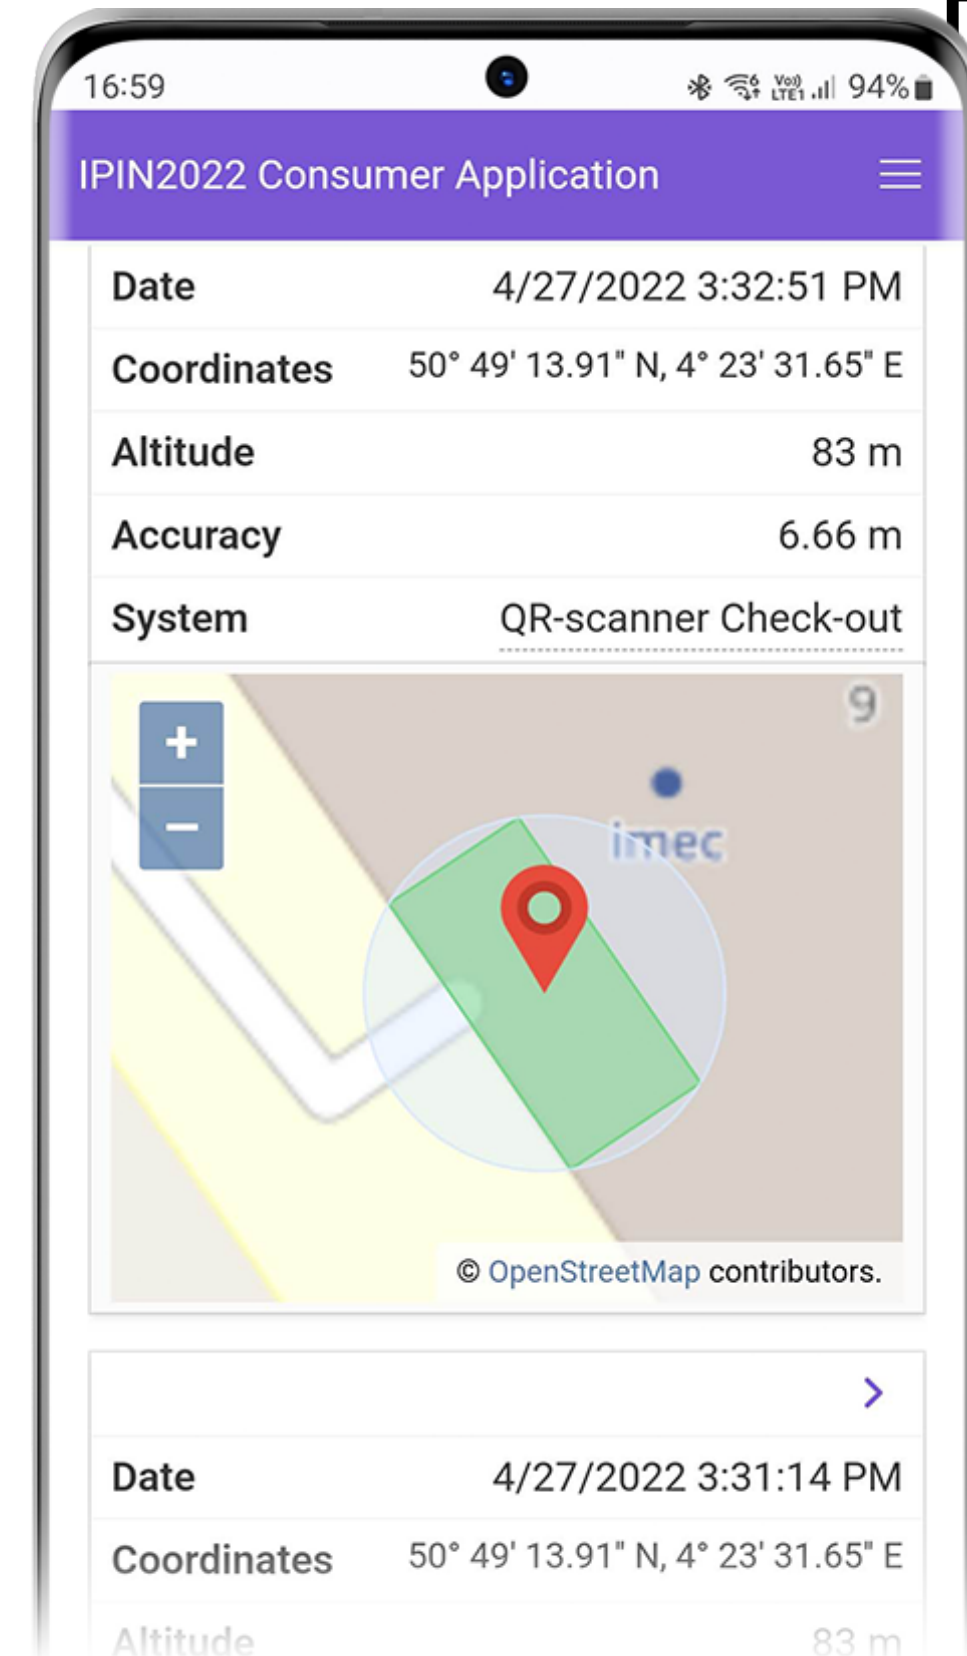 16:59 Vo)) LTE1 94%
IPIN2022 Consumer Application
Date 4/27/2022 3:32:51 PM
Coordinates 50° 49' 13.91" N, 4° 23' 31.65" E
Altitude 83 m
Accuracy 6.66 m
System QR-scanner Check-out
+
9
−
imec
© OpenStreetMap contributors.
Date 4/27/2022 3:31:14 PM
Coordinates 50° 49' 13.91" N, 4° 23' 31.65" E
Altitude 83 m